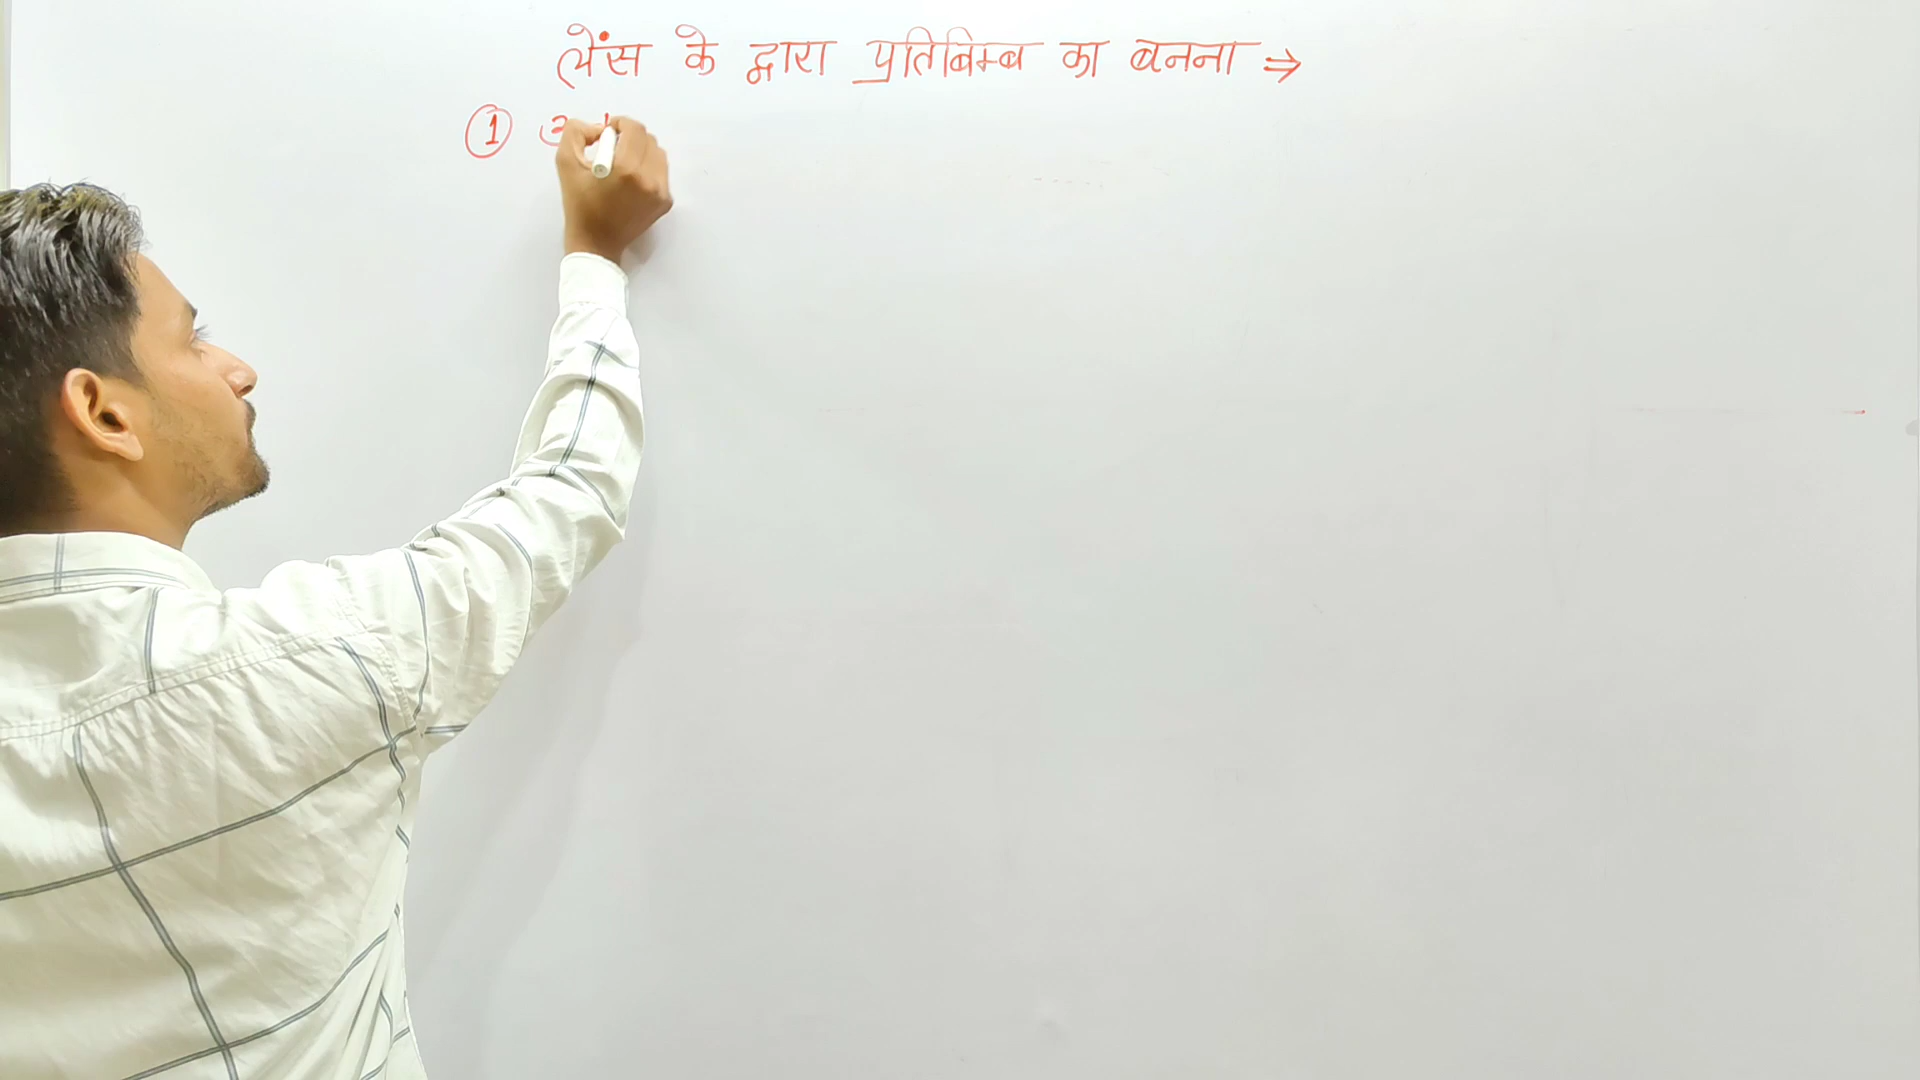 लेंस के द्वारा प्रतिबिम्ब का बनना ⇒
①